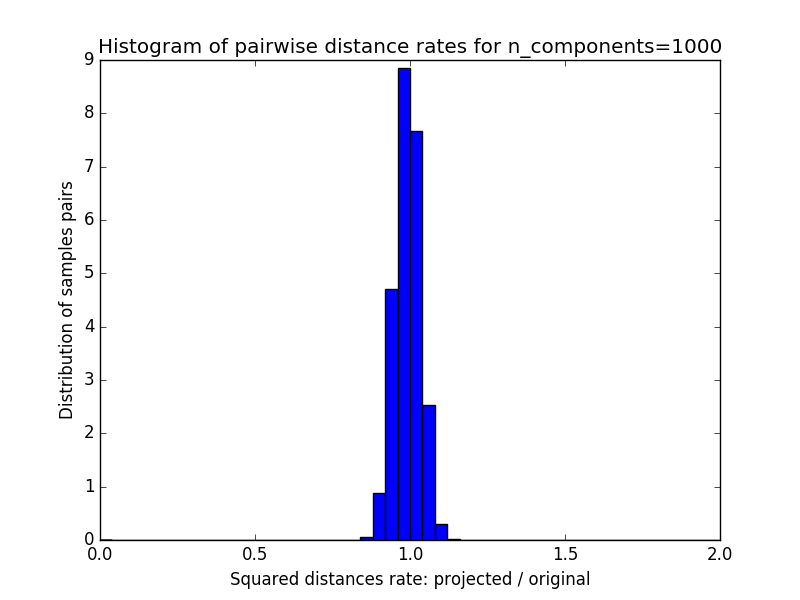 Histogram of pairwise distance rates for n_components=1000
9
8
7
6
5
4
3
2
1
0
Distribution of samples pairs
0.0 0.5 1.0 1.5 2.0
Squared distances rate: projected / original